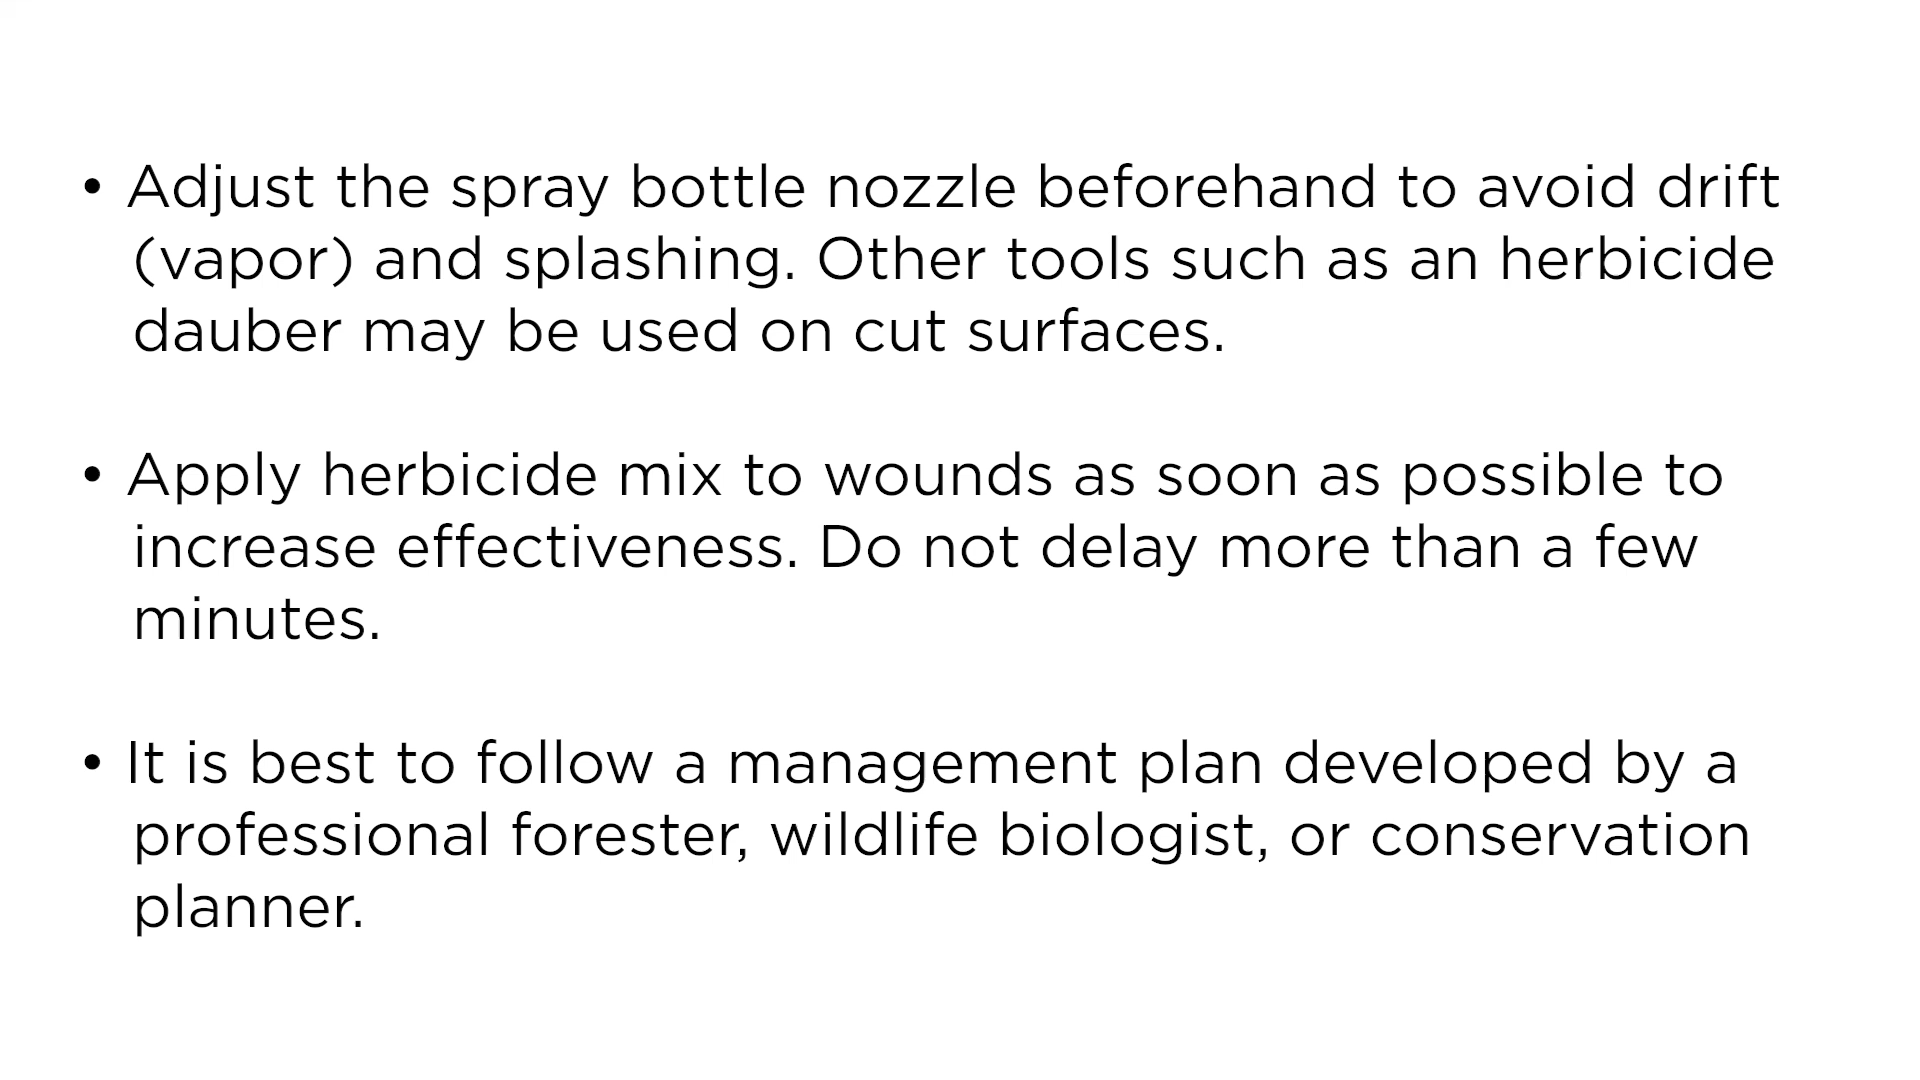 • Adjust the spray bottle nozzle beforehand to avoid drift
(vapor) and splashing. Other tools such as an herbicide
dauber may be used on cut surfaces.
• Apply herbicide mix to wounds as soon as possible to
increase effectiveness. Do not delay more than a few
minutes.
• It is best to follow a management plan developed by a
professional forester, wildlife biologist, or conservation
planner.